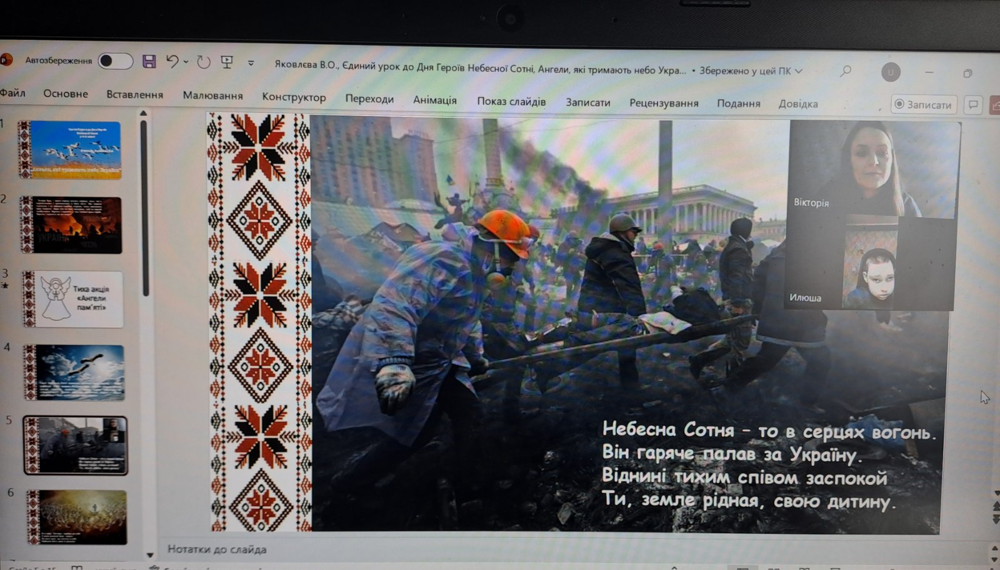 Автозбереження
Яковлєва В.О., Єдиний урок до Дня Героїв Небесної Сотні, Ангели, які тримають небо Укра... • Збережено у цей ПК
U
Файл Основне Вставлення Малювання Конструктор Переходи Анімація Показ слайдів Записати Рецензування Подання Довідка
Записати
1
2
УКРАЇНА
3
Тиха акція
«Ангели
пам'яті»
4
5
6
Вікторія
Илюша
Небесна Сотня – то в серцях вогонь.
Він гаряче палав за Україну.
Віднині тихим співом заспокой
Ти, земле рідная, свою дитину.
Нотатки до слайда